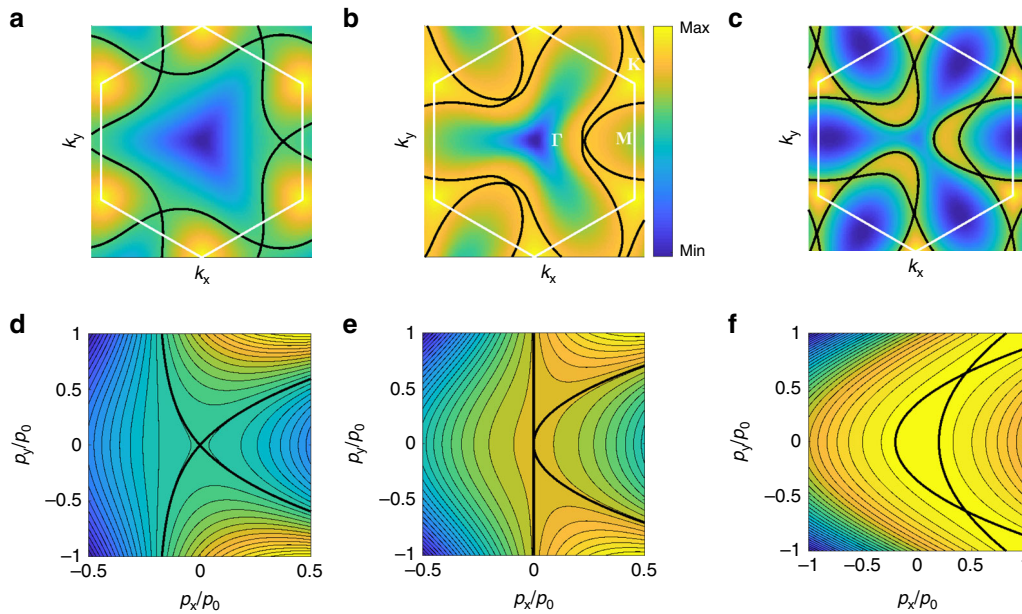 a b c
Max
K
k_y k_y Γ M k_y
Min
k_x k_x k_x
d e f
1 1 1
0.5 0.5 0.5
p_y/p_0 0 p_y/p_0 0 p_y/p_0 0
–0.5 –0.5 –0.5
–1 –1 –1
–0.5 0 0.5 –0.5 0 0.5 –1 –0.5 0 0.5
p_x/p_0 p_x/p_0 p_x/p_0